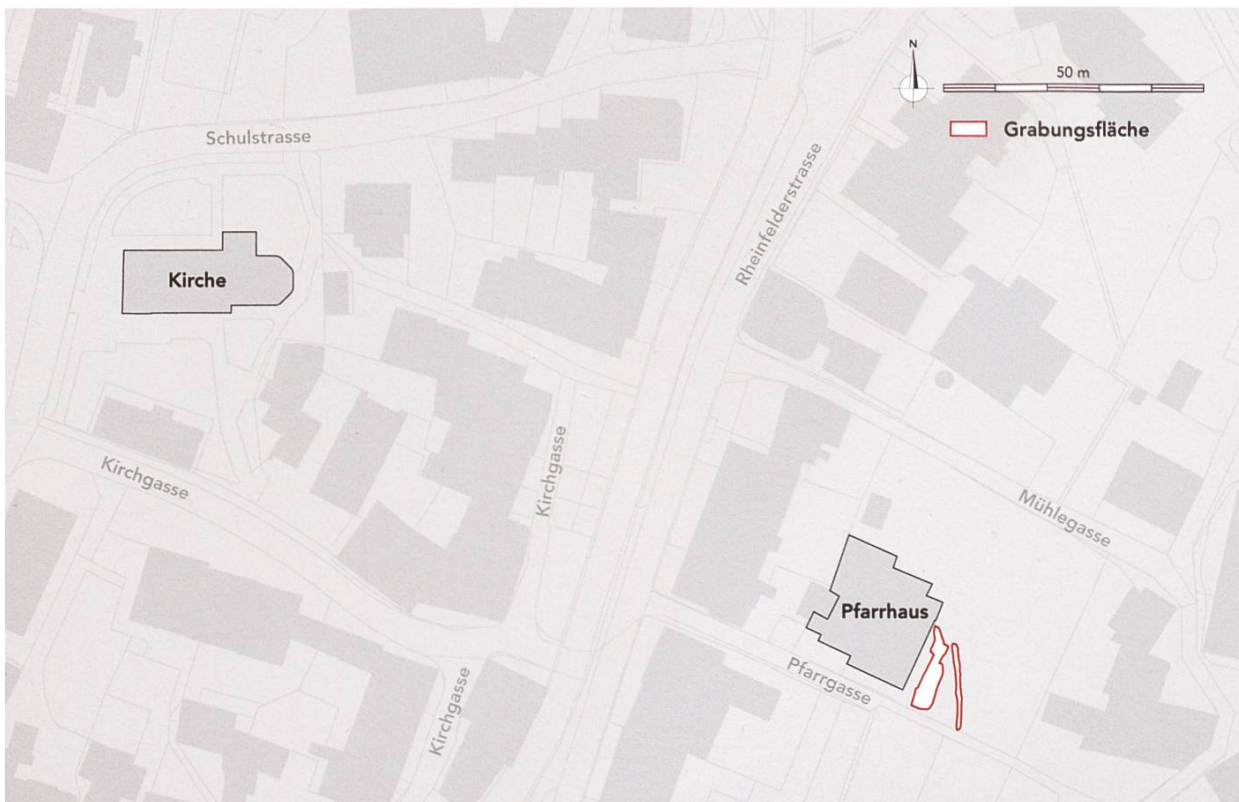 N
50 m
Grabungsfläche
Schulstrasse
Rheinfelderstrasse
Kirche
Kirchgasse
Kirchgasse
Mühlegasse
Pfarrhaus
Pfarrgasse
Kirchgasse